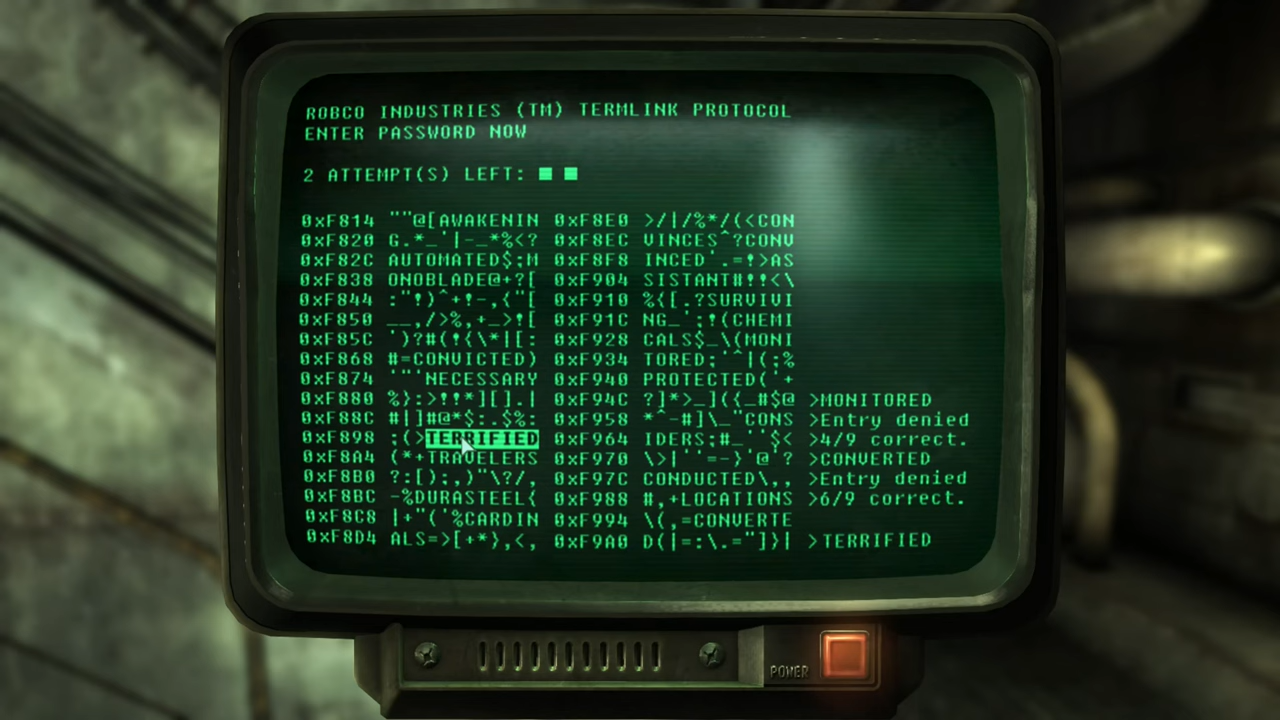 ROBCO INDUSTRIES (TM) TERMLINK PROTOCOL
ENTER PASSWORD NOW
2 ATTEMPT(S) LEFT: ■ ■
0xF814 ""@[AWAKENIN 0xF8E0 >/|/%*/(<CON
0xF820 G.*_'|-_*%<? 0xF8EC VINCES^?CONV
0xF82C AUTOMATED$;M 0xF8F8 INCED'.=!>AS
0xF838 ONOBLADE@+?[ 0xF904 SISTANT#!!<\
0xF844 :"!)^+!-,{"[ 0xF910 %{[.?SURVIVI
0xF850 __,/>%,+_>![ 0xF91C NG_';!(CHEMI
0xF85C ')?#(!{\*|[: 0xF928 CALS$_\(MONI
0xF868 #=CONVICTED) 0xF934 TORED;'^|(;%
0xF874 '"'NECESSARY 0xF940 PROTECTED('+
0xF880 %}:>!!*][].| 0xF94C ?]*>_]({_#$@ >MONITORED
0xF88C #|]#@*$:.$%: 0xF958 *^-#]\_"CONS >Entry denied
0xF898 ;(>TERRIFIED 0xF964 IDERS;#_''$< >4/9 correct.
0xF8A4 (*+TRAVELERS 0xF970 \>|''=-}'@'? >CONVERTED
0xF8B0 ?:[);,)"\?/, 0xF97C CONDUCTED\,, >Entry denied
0xF8BC -%DURASTEEL{ 0xF988 #,+LOCATIONS >6/9 correct.
0xF8C8 |+"('%CARDIN 0xF994 \(,=CONVERTE
0xF8D4 ALS=>[+*},<, 0xF9A0 D(|=:\.="]}| >TERRIFIED
POWER